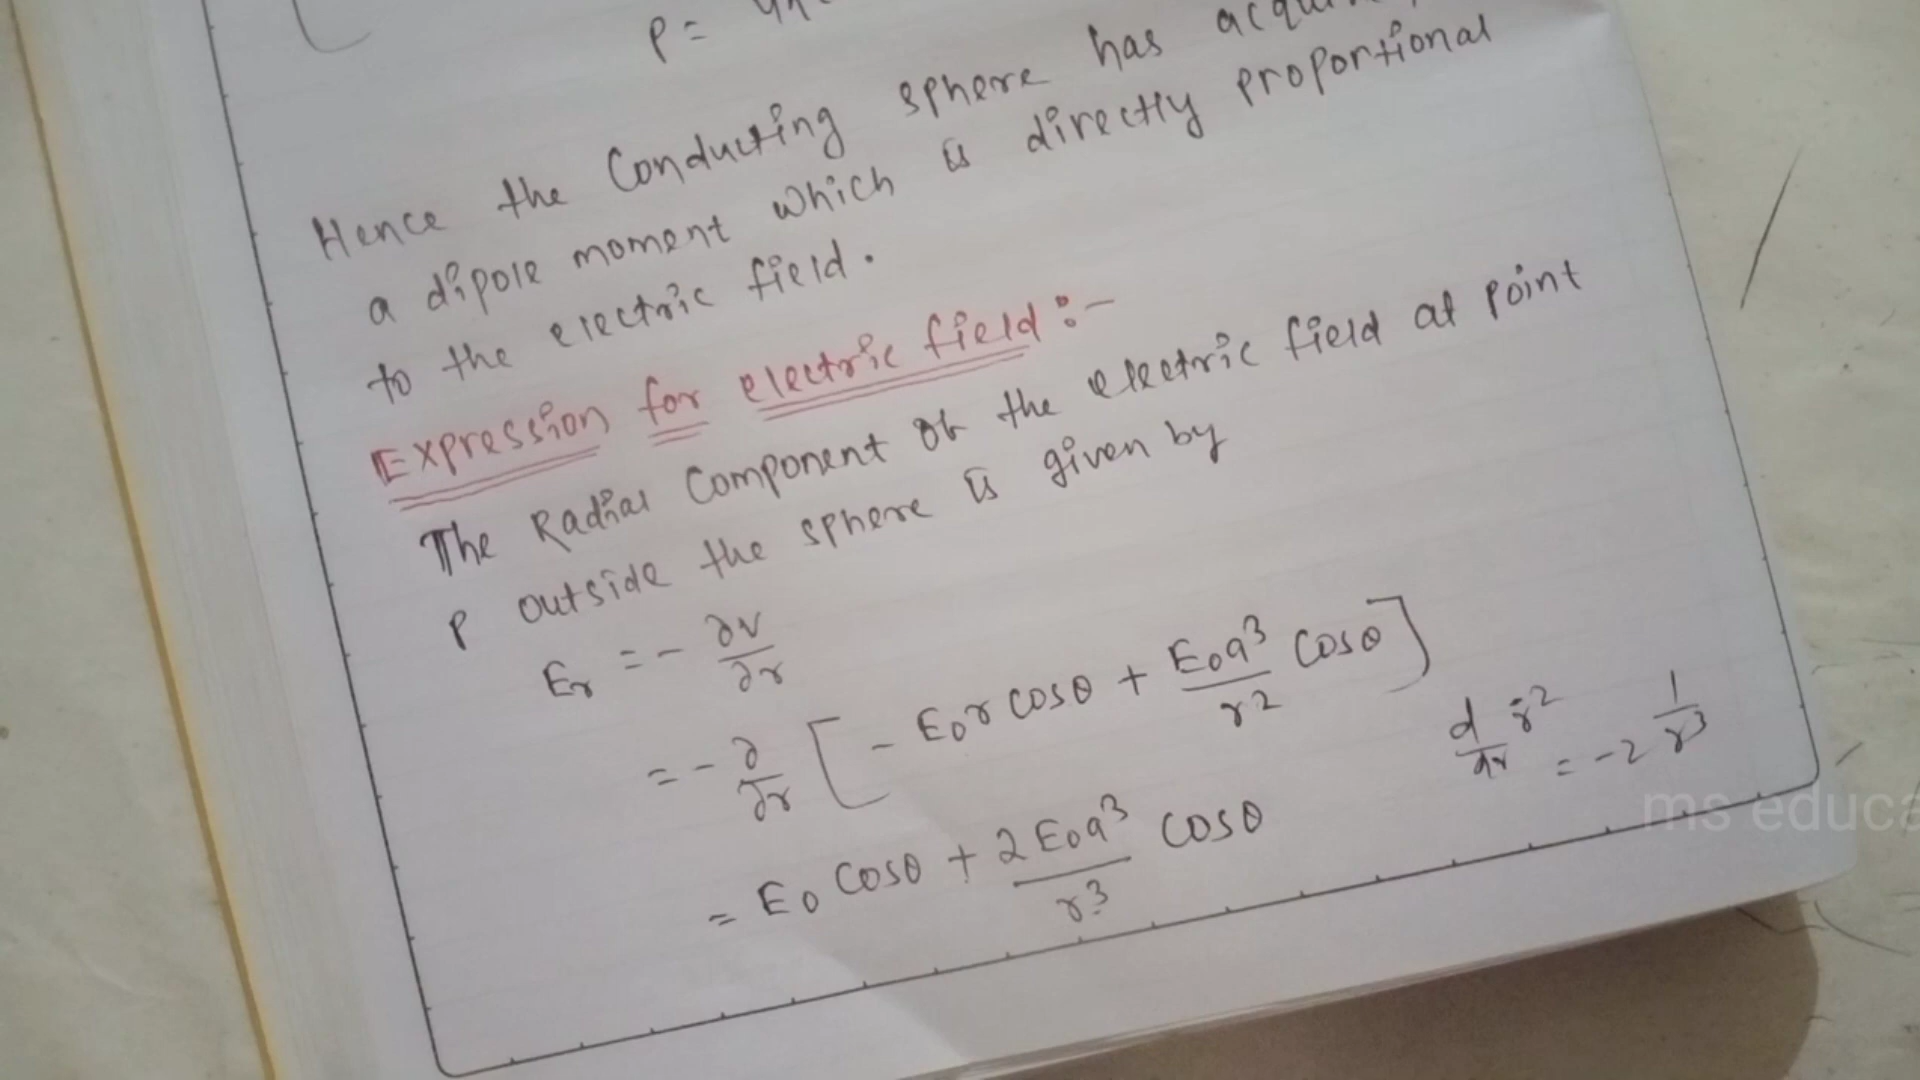 P =
Hence the Conducting sphere has
a dipole moment which is directly proportional
to the electric field.
Expression for electric field :-
The Radial Component of the electric field at point
P outside the sphere is given by
Er = - ∂V/∂r
= - ∂/∂r [ - E0 r cosθ + E0a³/r² cosθ ]
d/dr r⁻² = -2 1/r³
= E0 cosθ + 2E0a³/r³ cosθ
ms educa